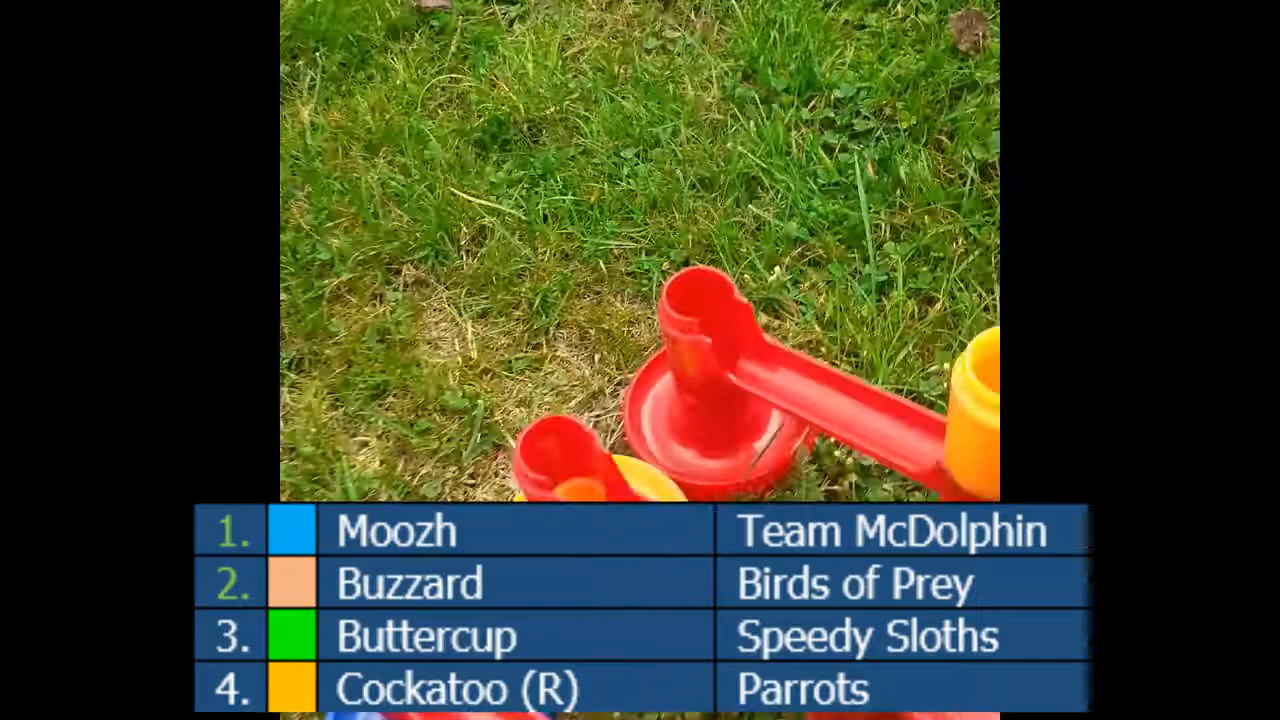 1. Moozh Team McDolphin
2. Buzzard Birds of Prey
3. Buttercup Speedy Sloths
4. Cockatoo (R) Parrots